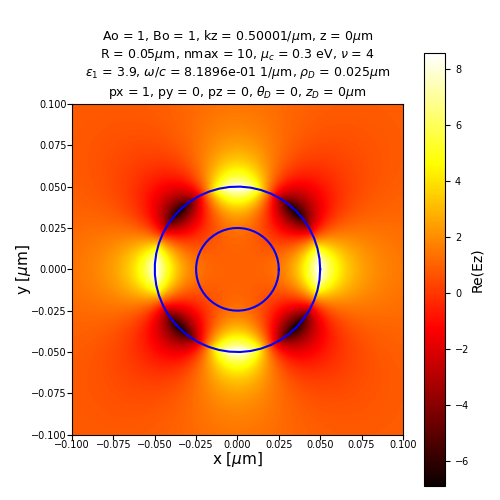 Ao = 1, Bo = 1, kz = 0.50001/μm, z = 0μm
R = 0.05μm, nmax = 10, μ_c = 0.3 eV, ν = 4
ε₁ = 3.9, ω/c = 8.1896e-01 1/μm, ρ_D = 0.025μm
px = 1, py = 0, pz = 0, θ_D = 0, z_D = 0μm
0.100
0.075
0.050
0.025
0.000
−0.025
−0.050
−0.075
−0.100
y [μm]
−0.100 −0.075 −0.050 −0.025 0.000 0.025 0.050 0.075 0.100
x [μm]
8
6
4
2
0
−2
−4
−6
Re(Ez)